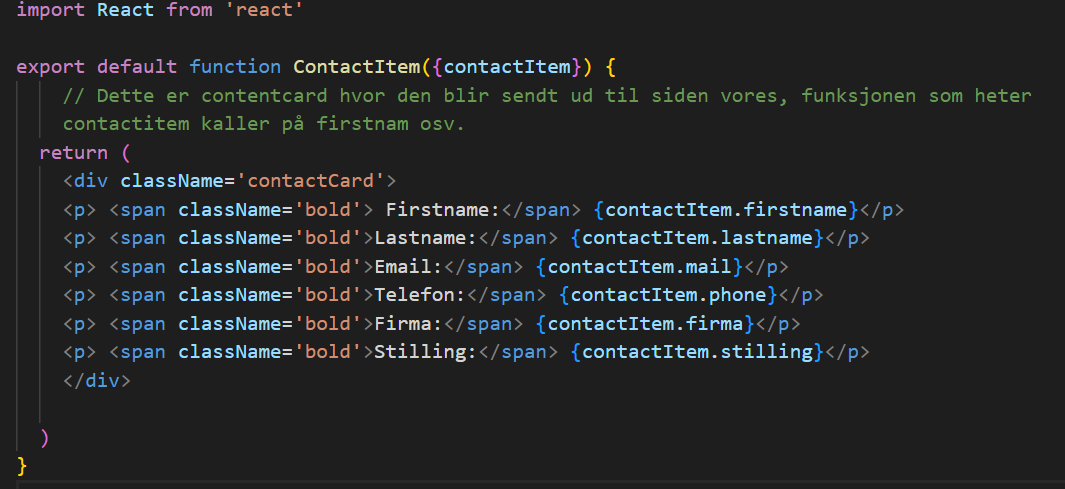 import React from 'react'
export default function ContactItem({contactItem}) {
// Dette er contentcard hvor den blir sendt ud til siden vores, funksjonen som heter
contactitem kaller på firstnam osv.
return (
<div className='contactCard'>
<p> <span className='bold'> Firstname:</span> {contactItem.firstname}</p>
<p> <span className='bold'>Lastname:</span> {contactItem.lastname}</p>
<p> <span className='bold'>Email:</span> {contactItem.mail}</p>
<p> <span className='bold'>Telefon:</span> {contactItem.phone}</p>
<p> <span className='bold'>Firma:</span> {contactItem.firma}</p>
<p> <span className='bold'>Stilling:</span> {contactItem.stilling}</p>
</div>
)
}